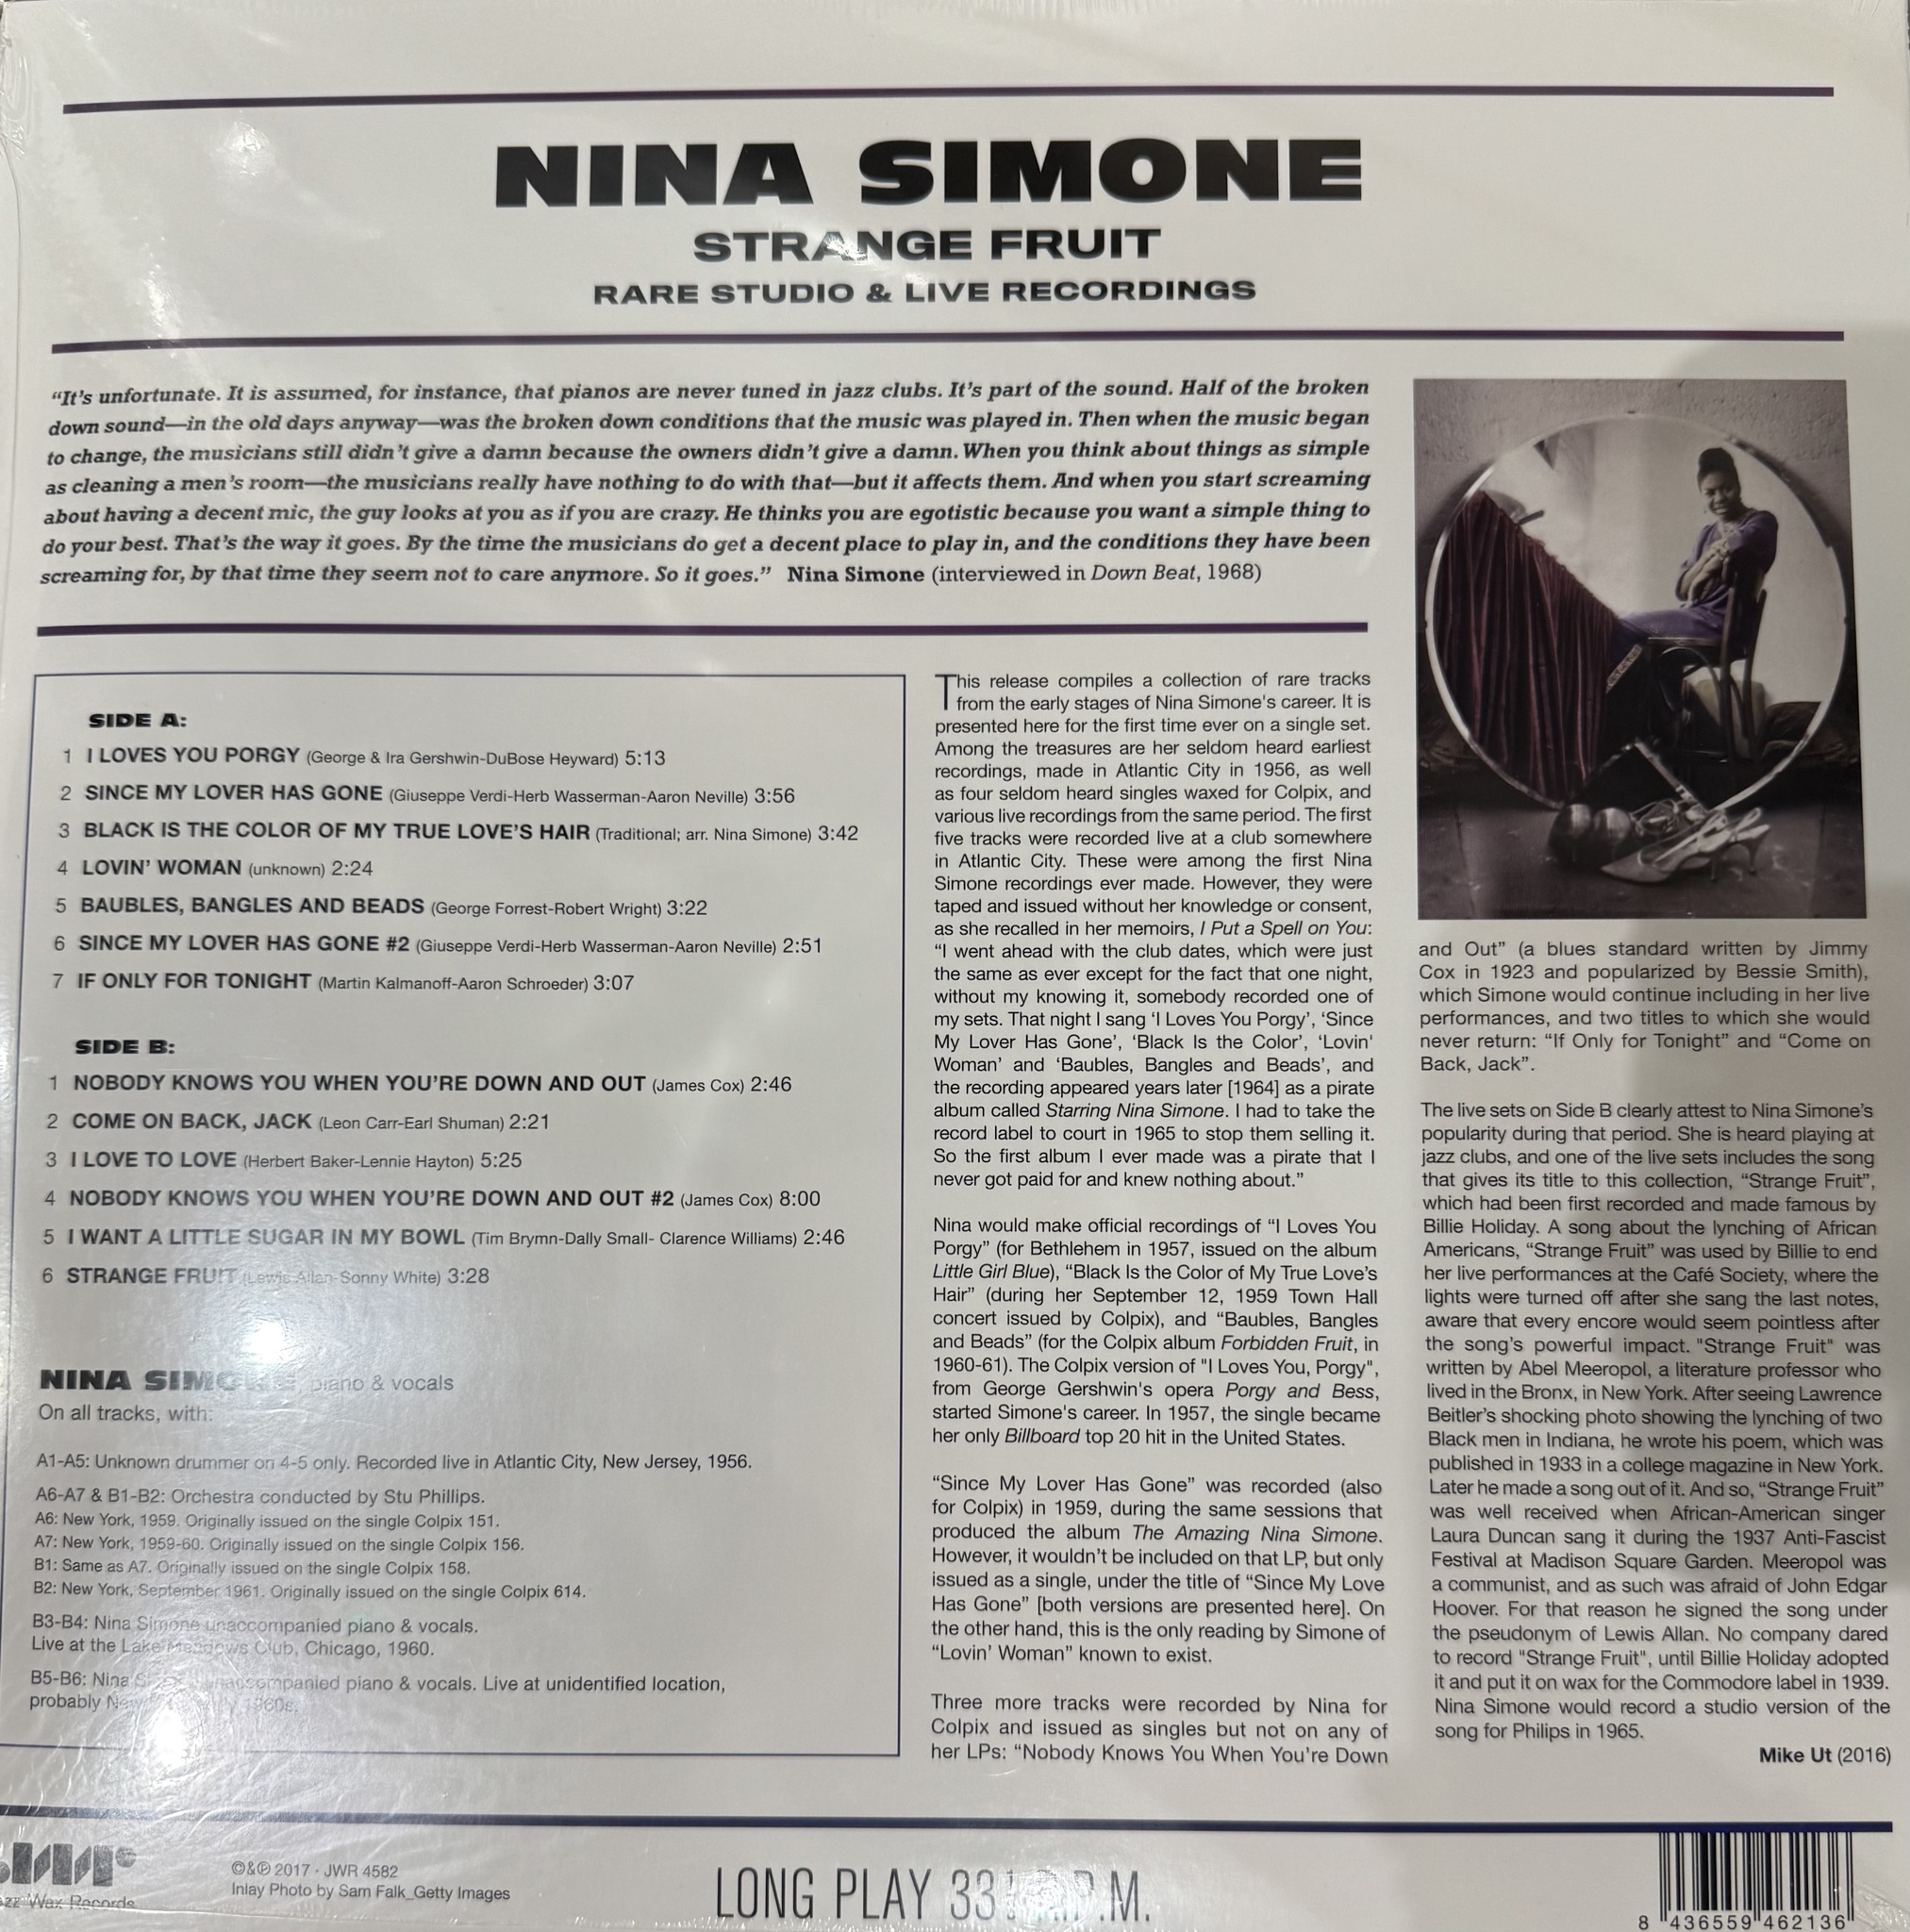 NINA SIMONE
STRANGE FRUIT
RARE STUDIO & LIVE RECORDINGS
“It’s unfortunate. It is assumed, for instance, that pianos are never tuned in jazz clubs. It’s part of the sound. Half of the broken
down sound—in the old days anyway—was the broken down conditions that the music was played in. Then when the music began
to change, the musicians still didn’t give a damn because the owners didn’t give a damn. When you think about things as simple
as cleaning a men’s room—the musicians really have nothing to do with that—but it affects them. And when you start screaming
about having a decent mic, the guy looks at you as if you are crazy. He thinks you are egotistic because you want a simple thing to
do your best. That’s the way it goes. By the time the musicians do get a decent place to play in, and the conditions they have been
screaming for, by that time they seem not to care anymore. So it goes.” Nina Simone (interviewed in Down Beat, 1968)
SIDE A:
1 I LOVES YOU PORGY (George & Ira Gershwin-DuBose Heyward) 5:13
2 SINCE MY LOVER HAS GONE (Giuseppe Verdi-Herb Wasserman-Aaron Neville) 3:56
3 BLACK IS THE COLOR OF MY TRUE LOVE’S HAIR (Traditional; arr. Nina Simone) 3:42
4 LOVIN’ WOMAN (unknown) 2:24
5 BAUBLES, BANGLES AND BEADS (George Forrest-Robert Wright) 3:22
6 SINCE MY LOVER HAS GONE #2 (Giuseppe Verdi-Herb Wasserman-Aaron Neville) 2:51
7 IF ONLY FOR TONIGHT (Martin Kalmanoff-Aaron Schroeder) 3:07
SIDE B:
1 NOBODY KNOWS YOU WHEN YOU’RE DOWN AND OUT (James Cox) 2:46
2 COME ON BACK, JACK (Leon Carr-Earl Shuman) 2:21
3 I LOVE TO LOVE (Herbert Baker-Lennie Hayton) 5:25
4 NOBODY KNOWS YOU WHEN YOU’RE DOWN AND OUT #2 (James Cox) 8:00
5 I WANT A LITTLE SUGAR IN MY BOWL (Tim Brymn-Dally Small- Clarence Williams) 2:46
6 STRANGE FRUIT (Lewis Allan-Sonny White) 3:28
NINA SIMONE, piano & vocals
On all tracks, with:
A1-A5: Unknown drummer on 4-5 only. Recorded live in Atlantic City, New Jersey, 1956.
A6-A7 & B1-B2: Orchestra conducted by Stu Phillips.
A6: New York, 1959. Originally issued on the single Colpix 151.
A7: New York, 1959-60. Originally issued on the single Colpix 156.
B1: Same as A7. Originally issued on the single Colpix 158.
B2: New York, September 1961. Originally issued on the single Colpix 614.
B3-B4: Nina Simone unaccompanied piano & vocals.
Live at the Lake Meadows Club, Chicago, 1960.
B5-B6: Nina Simone unaccompanied piano & vocals. Live at unidentified location,
probably 1960s.
This release compiles a collection of rare tracks
from the early stages of Nina Simone's career. It is
presented here for the first time ever on a single set.
Among the treasures are her seldom heard earliest
recordings, made in Atlantic City in 1956, as well
as four seldom heard singles waxed for Colpix, and
various live recordings from the same period. The first
five tracks were recorded live at a club somewhere
in Atlantic City. These were among the first Nina
Simone recordings ever made. However, they were
taped and issued without her knowledge or consent,
as she recalled in her memoirs, I Put a Spell on You:
“I went ahead with the club dates, which were just
the same as ever except for the fact that one night,
without my knowing it, somebody recorded one of
my sets. That night I sang ‘I Loves You Porgy’, ‘Since
My Lover Has Gone’, ‘Black Is the Color’, ‘Lovin'
Woman’ and ‘Baubles, Bangles and Beads’, and
the recording appeared years later [1964] as a pirate
album called Starring Nina Simone. I had to take the
record label to court in 1965 to stop them selling it.
So the first album I ever made was a pirate that I
never got paid for and knew nothing about.”
Nina would make official recordings of “I Loves You
Porgy” (for Bethlehem in 1957, issued on the album
Little Girl Blue), “Black Is the Color of My True Love’s
Hair” (during her September 12, 1959 Town Hall
concert issued by Colpix), and “Baubles, Bangles
and Beads” (for the Colpix album Forbidden Fruit, in
1960-61). The Colpix version of "I Loves You, Porgy",
from George Gershwin's opera Porgy and Bess,
started Simone's career. In 1957, the single became
her only Billboard top 20 hit in the United States.
“Since My Lover Has Gone” was recorded (also
for Colpix) in 1959, during the same sessions that
produced the album The Amazing Nina Simone.
However, it wouldn’t be included on that LP, but only
issued as a single, under the title of “Since My Love
Has Gone” [both versions are presented here]. On
the other hand, this is the only reading by Simone of
“Lovin’ Woman” known to exist.
Three more tracks were recorded by Nina for
Colpix and issued as singles but not on any of
her LPs: “Nobody Knows You When You’re Down
and Out” (a blues standard written by Jimmy
Cox in 1923 and popularized by Bessie Smith),
which Simone would continue including in her live
performances, and two titles to which she would
never return: “If Only for Tonight” and “Come on
Back, Jack”.
The live sets on Side B clearly attest to Nina Simone’s
popularity during that period. She is heard playing at
jazz clubs, and one of the live sets includes the song
that gives its title to this collection, “Strange Fruit”,
which had been first recorded and made famous by
Billie Holiday. A song about the lynching of African
Americans, “Strange Fruit” was used by Billie to end
her live performances at the Café Society, where the
lights were turned off after she sang the last notes,
aware that every encore would seem pointless after
the song’s powerful impact. "Strange Fruit" was
written by Abel Meeropol, a literature professor who
lived in the Bronx, in New York. After seeing Lawrence
Beitler’s shocking photo showing the lynching of two
Black men in Indiana, he wrote his poem, which was
published in 1933 in a college magazine in New York.
Later he made a song out of it. And so, “Strange Fruit”
was well received when African-American singer
Laura Duncan sang it during the 1937 Anti-Fascist
Festival at Madison Square Garden. Meeropol was
a communist, and as such was afraid of John Edgar
Hoover. For that reason he signed the song under
the pseudonym of Lewis Allan. No company dared
to record "Strange Fruit", until Billie Holiday adopted
it and put it on wax for the Commodore label in 1939.
Nina Simone would record a studio version of the
song for Philips in 1965.
Mike Ut (2016)
Wax Records
©&℗ 2017 · JWR 4582
Inlay Photo by Sam Falk_Getty Images
LONG PLAY 33
8 436559 462136